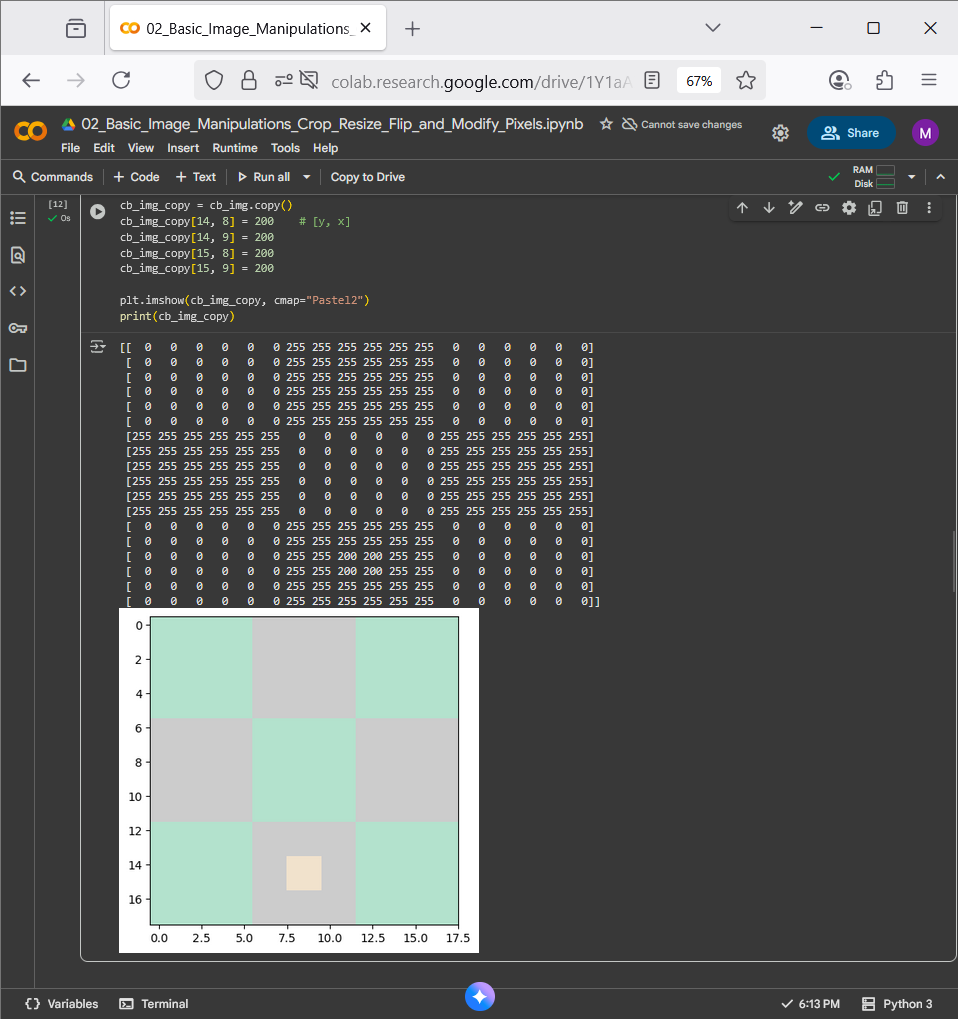 02_Basic_Image_Manipulations_
colab.research.google.com/drive/1Y1aA
67%
02_Basic_Image_Manipulations_Crop_Resize_Flip_and_Modify_Pixels.ipynb
Cannot save changes
Share
M
File Edit View Insert Runtime Tools Help
Commands + Code + Text Run all Copy to Drive
RAM
Disk
[12]
0s
cb_img_copy = cb_img.copy()
cb_img_copy[14, 8] = 200    # [y, x]
cb_img_copy[14, 9] = 200
cb_img_copy[15, 8] = 200
cb_img_copy[15, 9] = 200
plt.imshow(cb_img_copy, cmap="Pastel2")
print(cb_img_copy)
[[  0   0   0   0   0   0 255 255 255 255 255 255   0   0   0   0   0   0]
 [  0   0   0   0   0   0 255 255 255 255 255 255   0   0   0   0   0   0]
 [  0   0   0   0   0   0 255 255 255 255 255 255   0   0   0   0   0   0]
 [  0   0   0   0   0   0 255 255 255 255 255 255   0   0   0   0   0   0]
 [  0   0   0   0   0   0 255 255 255 255 255 255   0   0   0   0   0   0]
 [  0   0   0   0   0   0 255 255 255 255 255 255   0   0   0   0   0   0]
 [255 255 255 255 255 255   0   0   0   0   0   0 255 255 255 255 255 255]
 [255 255 255 255 255 255   0   0   0   0   0   0 255 255 255 255 255 255]
 [255 255 255 255 255 255   0   0   0   0   0   0 255 255 255 255 255 255]
 [255 255 255 255 255 255   0   0   0   0   0   0 255 255 255 255 255 255]
 [255 255 255 255 255 255   0   0   0   0   0   0 255 255 255 255 255 255]
 [255 255 255 255 255 255   0   0   0   0   0   0 255 255 255 255 255 255]
 [  0   0   0   0   0   0 255 255 255 255 255 255   0   0   0   0   0   0]
 [  0   0   0   0   0   0 255 255 255 255 255 255   0   0   0   0   0   0]
 [  0   0   0   0   0   0 255 255 200 200 255 255   0   0   0   0   0   0]
 [  0   0   0   0   0   0 255 255 200 200 255 255   0   0   0   0   0   0]
 [  0   0   0   0   0   0 255 255 255 255 255 255   0   0   0   0   0   0]
 [  0   0   0   0   0   0 255 255 255 255 255 255   0   0   0   0   0   0]]
0
2
4
6
8
10
12
14
16
0.0 2.5 5.0 7.5 10.0 12.5 15.0 17.5
Variables Terminal 6:13 PM Python 3